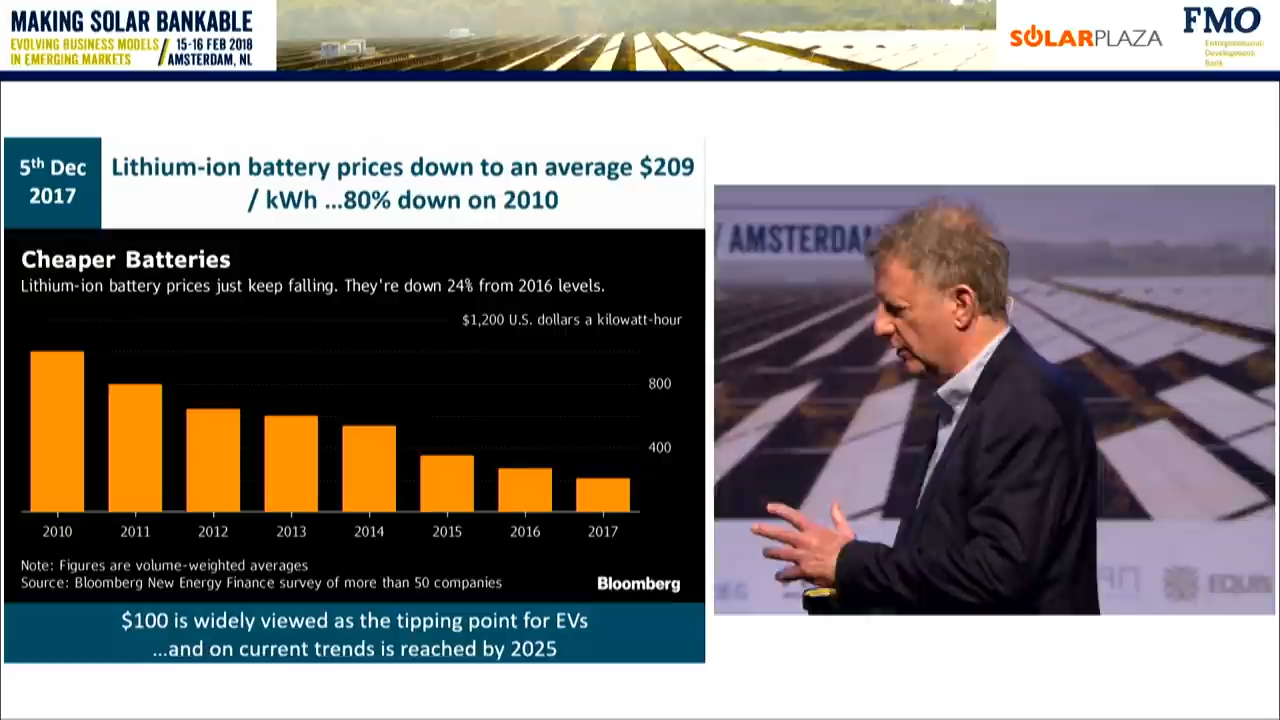 MAKING SOLAR BANKABLE
EVOLVING BUSINESS MODELS
IN EMERGING MARKETS
15-16 FEB 2018
AMSTERDAM, NL
SOLARPLAZA
FMO
Entrepreneurial
Development
Bank
5th Dec
2017
Lithium-ion battery prices down to an average $209
/ kWh ...80% down on 2010
Cheaper Batteries
Lithium-ion battery prices just keep falling. They're down 24% from 2016 levels.
$1,200 U.S. dollars a kilowatt-hour
800
400
2010 2011 2012 2013 2014 2015 2016 2017
Note: Figures are volume-weighted averages
Source: Bloomberg New Energy Finance survey of more than 50 companies
Bloomberg
$100 is widely viewed as the tipping point for EVs
...and on current trends is reached by 2025
/ AMSTERDA